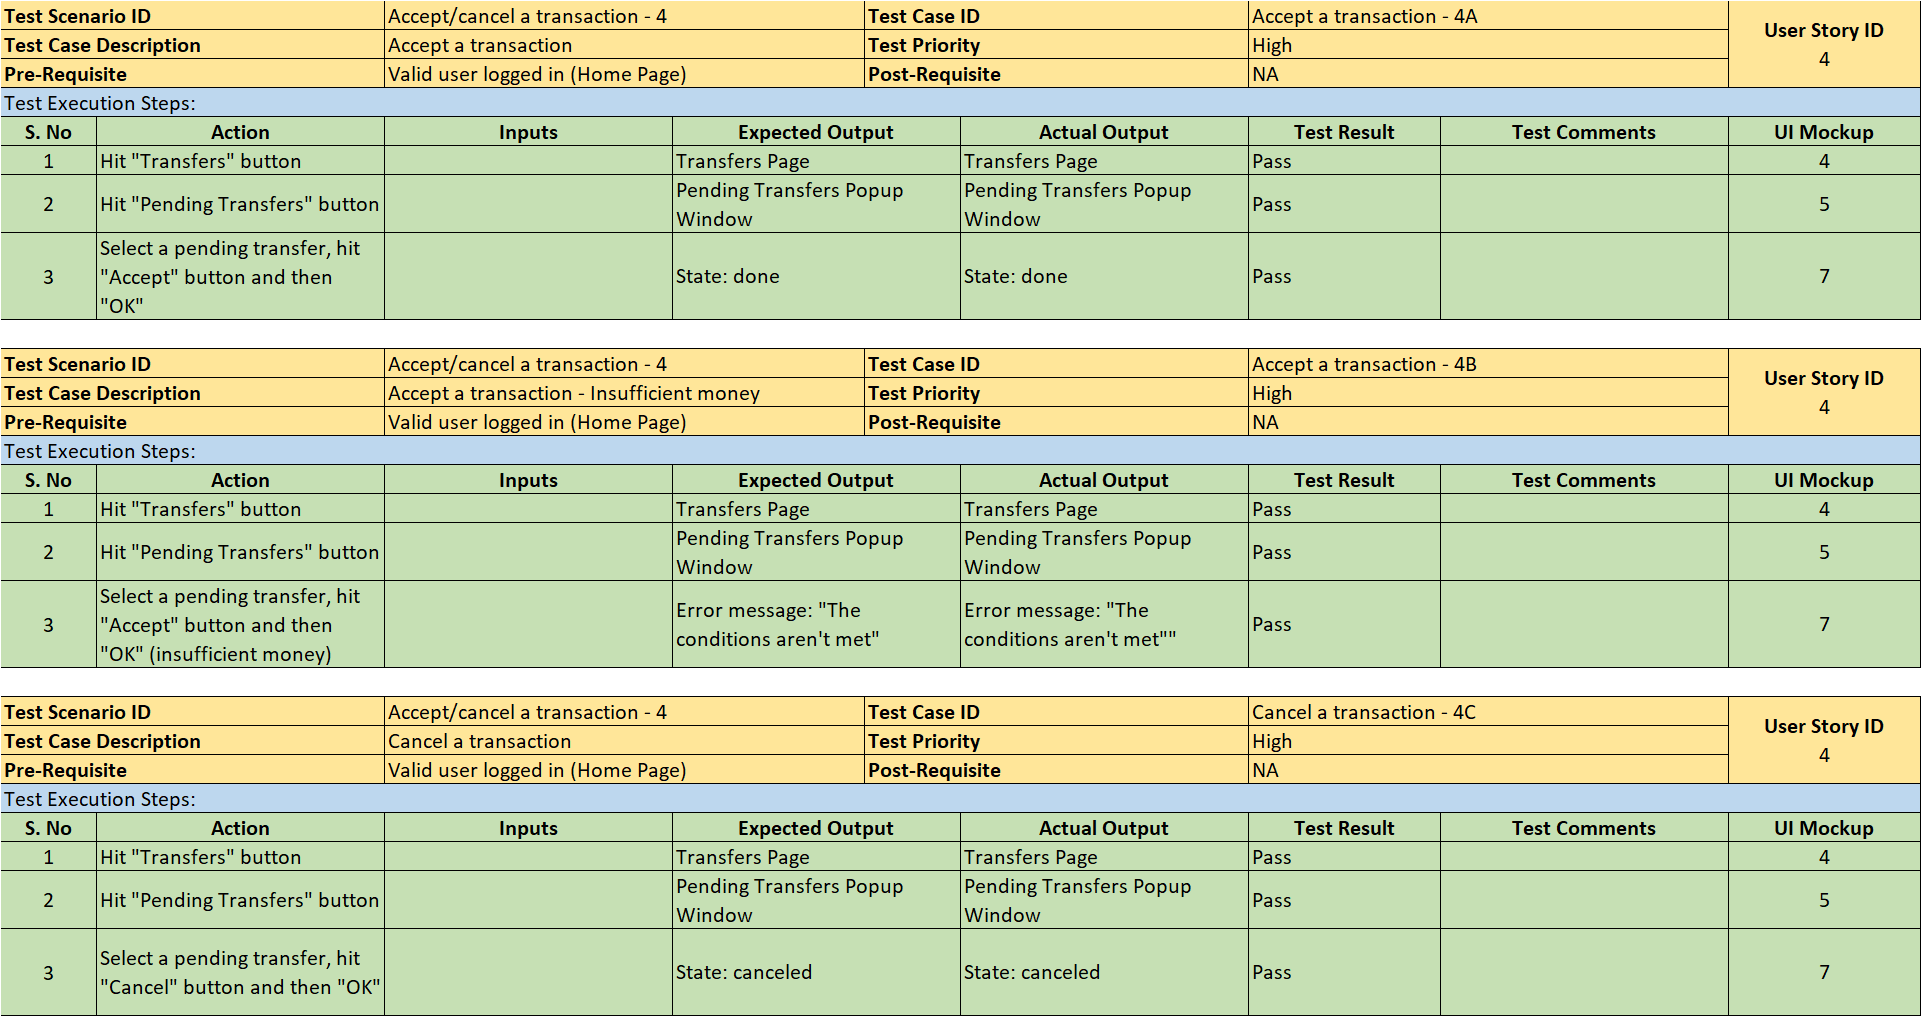 Test Scenario ID Accept/cancel a transaction - 4 Test Case ID Accept a transaction - 4A User Story ID
Test Case Description Accept a transaction Test Priority High 4
Pre-Requisite Valid user logged in (Home Page) Post-Requisite NA
Test Execution Steps:
S. No Action Inputs Expected Output Actual Output Test Result Test Comments UI Mockup
1 Hit "Transfers" button Transfers Page Transfers Page Pass 4
2 Hit "Pending Transfers" button Pending Transfers Popup Window Pending Transfers Popup Window Pass 5
3 Select a pending transfer, hit "Accept" button and then "OK" State: done State: done Pass 7
Test Scenario ID Accept/cancel a transaction - 4 Test Case ID Accept a transaction - 4B User Story ID
Test Case Description Accept a transaction - Insufficient money Test Priority High 4
Pre-Requisite Valid user logged in (Home Page) Post-Requisite NA
Test Execution Steps:
S. No Action Inputs Expected Output Actual Output Test Result Test Comments UI Mockup
1 Hit "Transfers" button Transfers Page Transfers Page Pass 4
2 Hit "Pending Transfers" button Pending Transfers Popup Window Pending Transfers Popup Window Pass 5
3 Select a pending transfer, hit "Accept" button and then "OK" (insufficient money) Error message: "The conditions aren't met" Error message: "The conditions aren't met"" Pass 7
Test Scenario ID Accept/cancel a transaction - 4 Test Case ID Cancel a transaction - 4C User Story ID
Test Case Description Cancel a transaction Test Priority High 4
Pre-Requisite Valid user logged in (Home Page) Post-Requisite NA
Test Execution Steps:
S. No Action Inputs Expected Output Actual Output Test Result Test Comments UI Mockup
1 Hit "Transfers" button Transfers Page Transfers Page Pass 4
2 Hit "Pending Transfers" button Pending Transfers Popup Window Pending Transfers Popup Window Pass 5
3 Select a pending transfer, hit "Cancel" button and then "OK" State: canceled State: canceled Pass 7